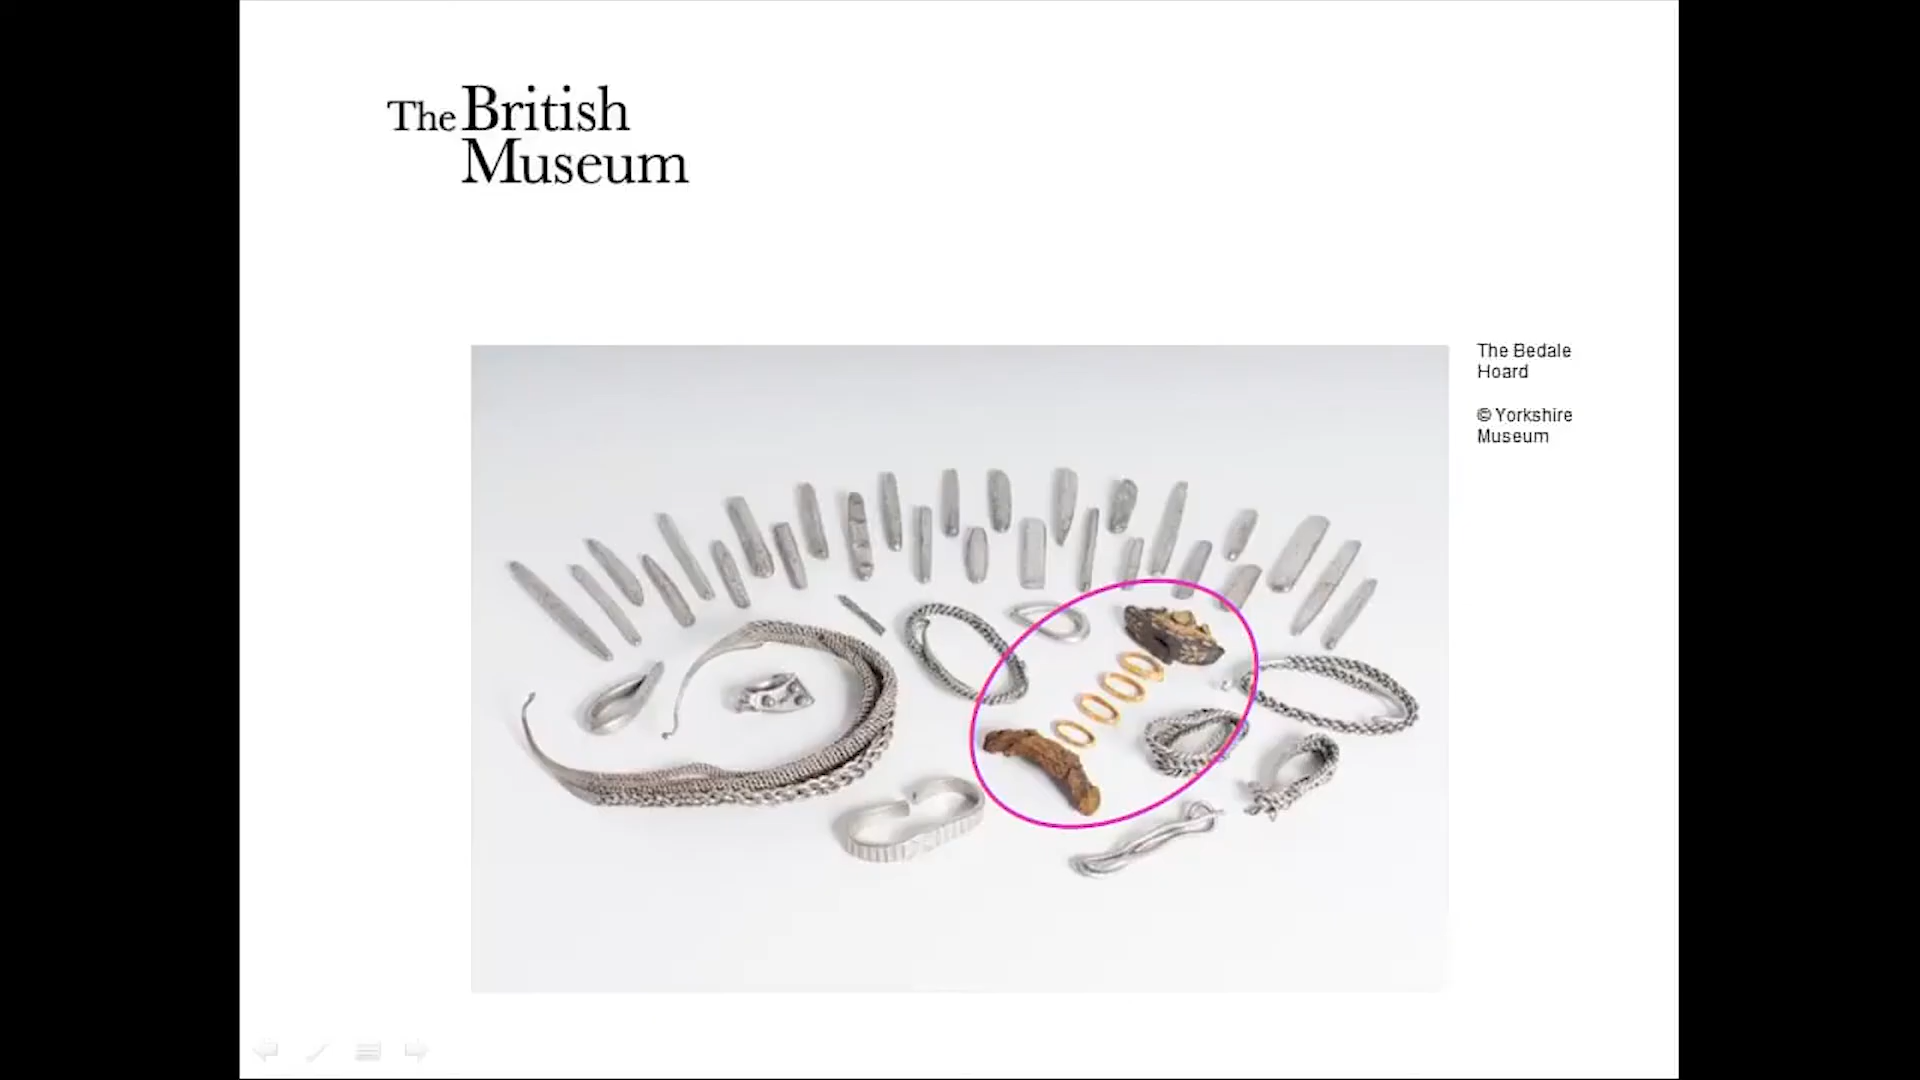 The British
Museum
The Bedale
Hoard
© Yorkshire
Museum